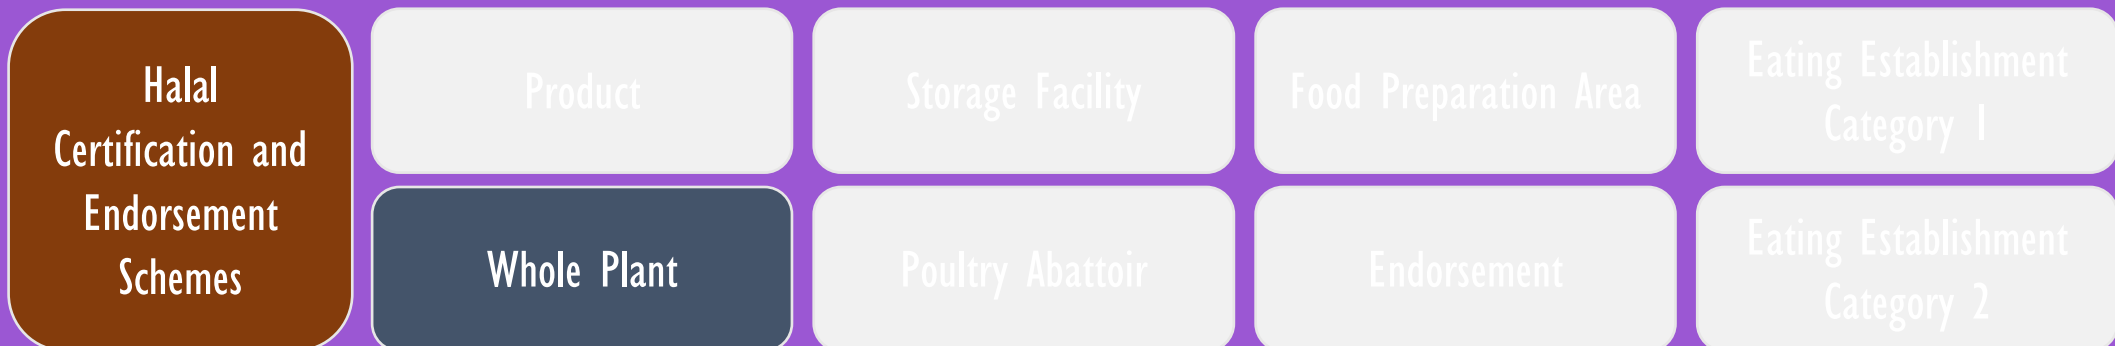 Halal
Certification and
Endorsement
Schemes
Product
Storage Facility
Food Preparation Area
Eating Establishment
Category 1
Whole Plant
Poultry Abattoir
Endorsement
Eating Establishment
Category 2